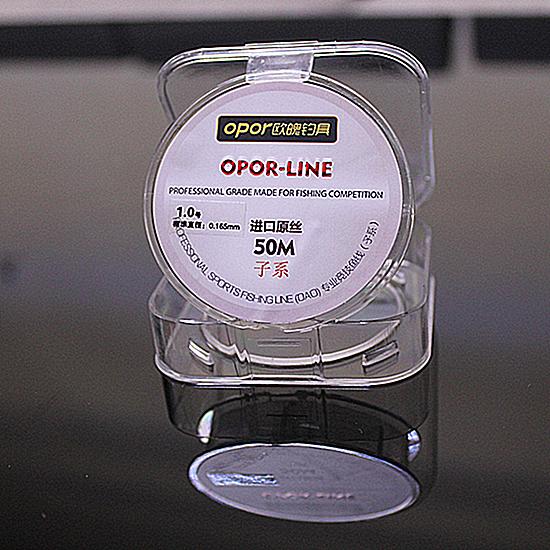 opor欧魄钓具
OPOR-LINE
PROFESSIONAL GRADE MADE FOR FISHING COMPETITION
1.0号
标准直径：0.165mm
进口原丝
50M
子系
PROFESSIONAL SPORTS FISHING LINE (DAO) 专业竞技鱼线 (子系)